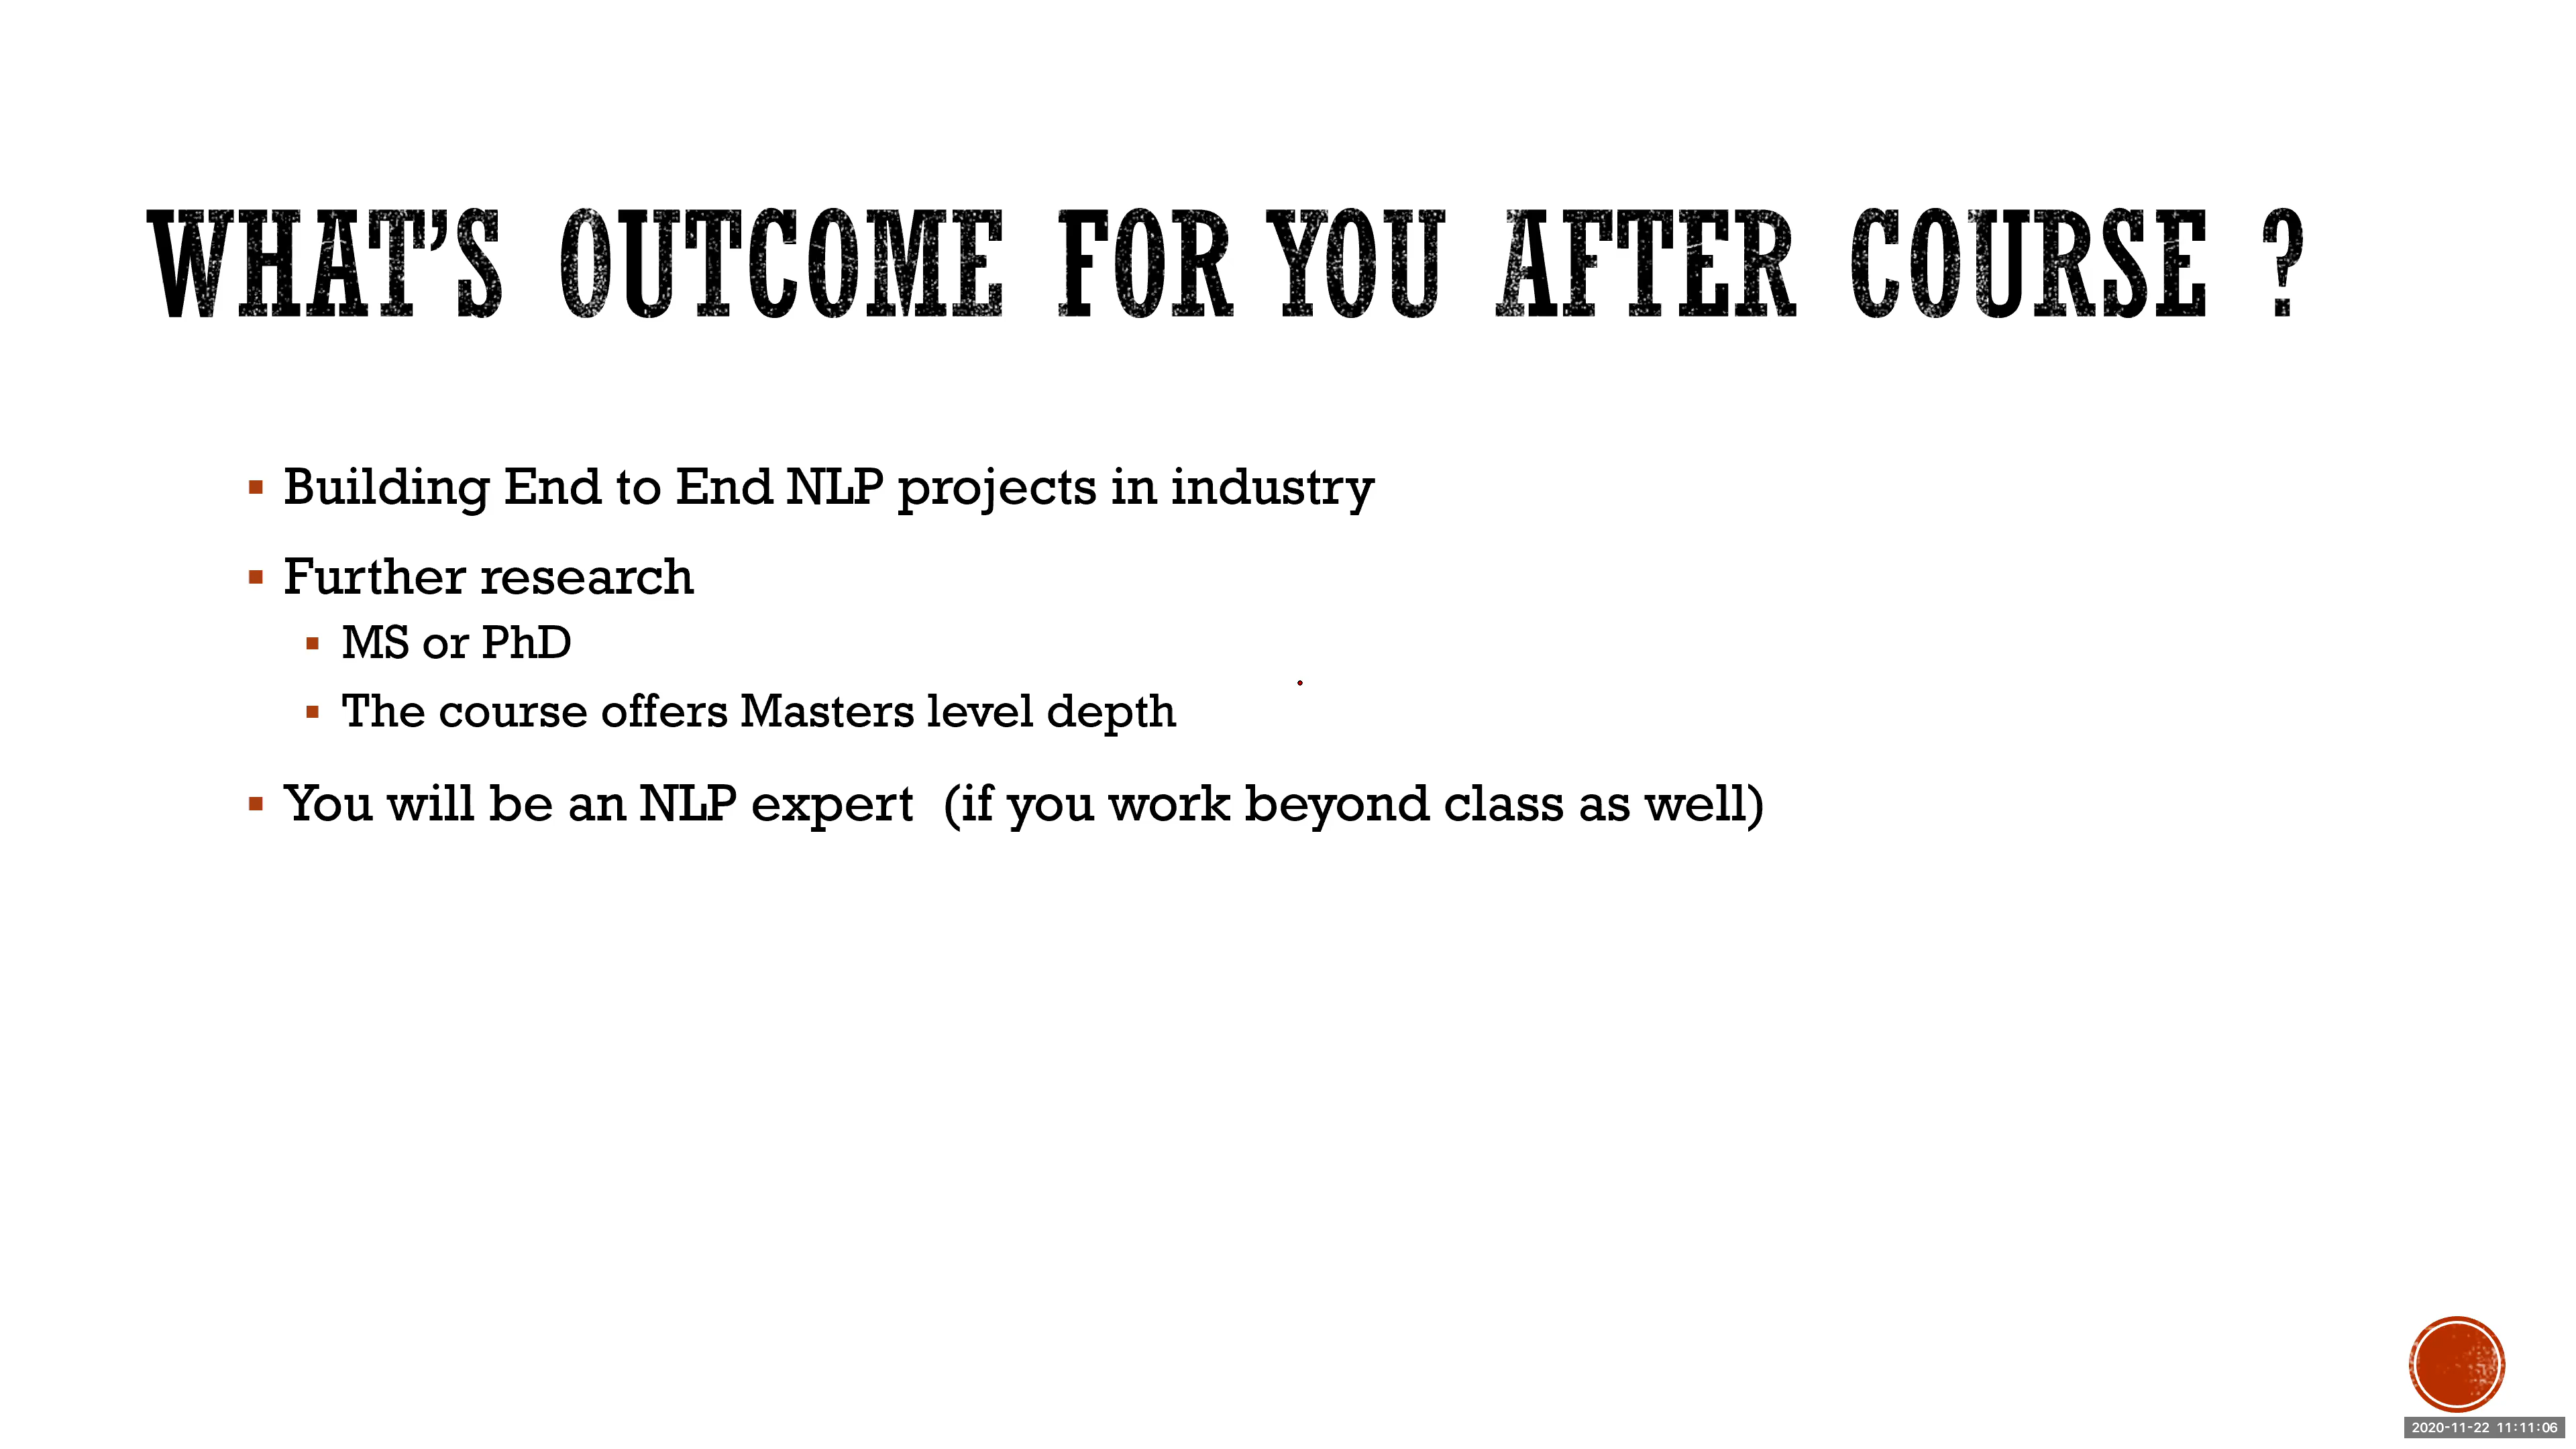 WHAT’S OUTCOME FOR YOU AFTER COURSE ?
Building End to End NLP projects in industry
Further research
MS or PhD
The course offers Masters level depth
You will be an NLP expert (if you work beyond class as well)
2020-11-22 11:11:06